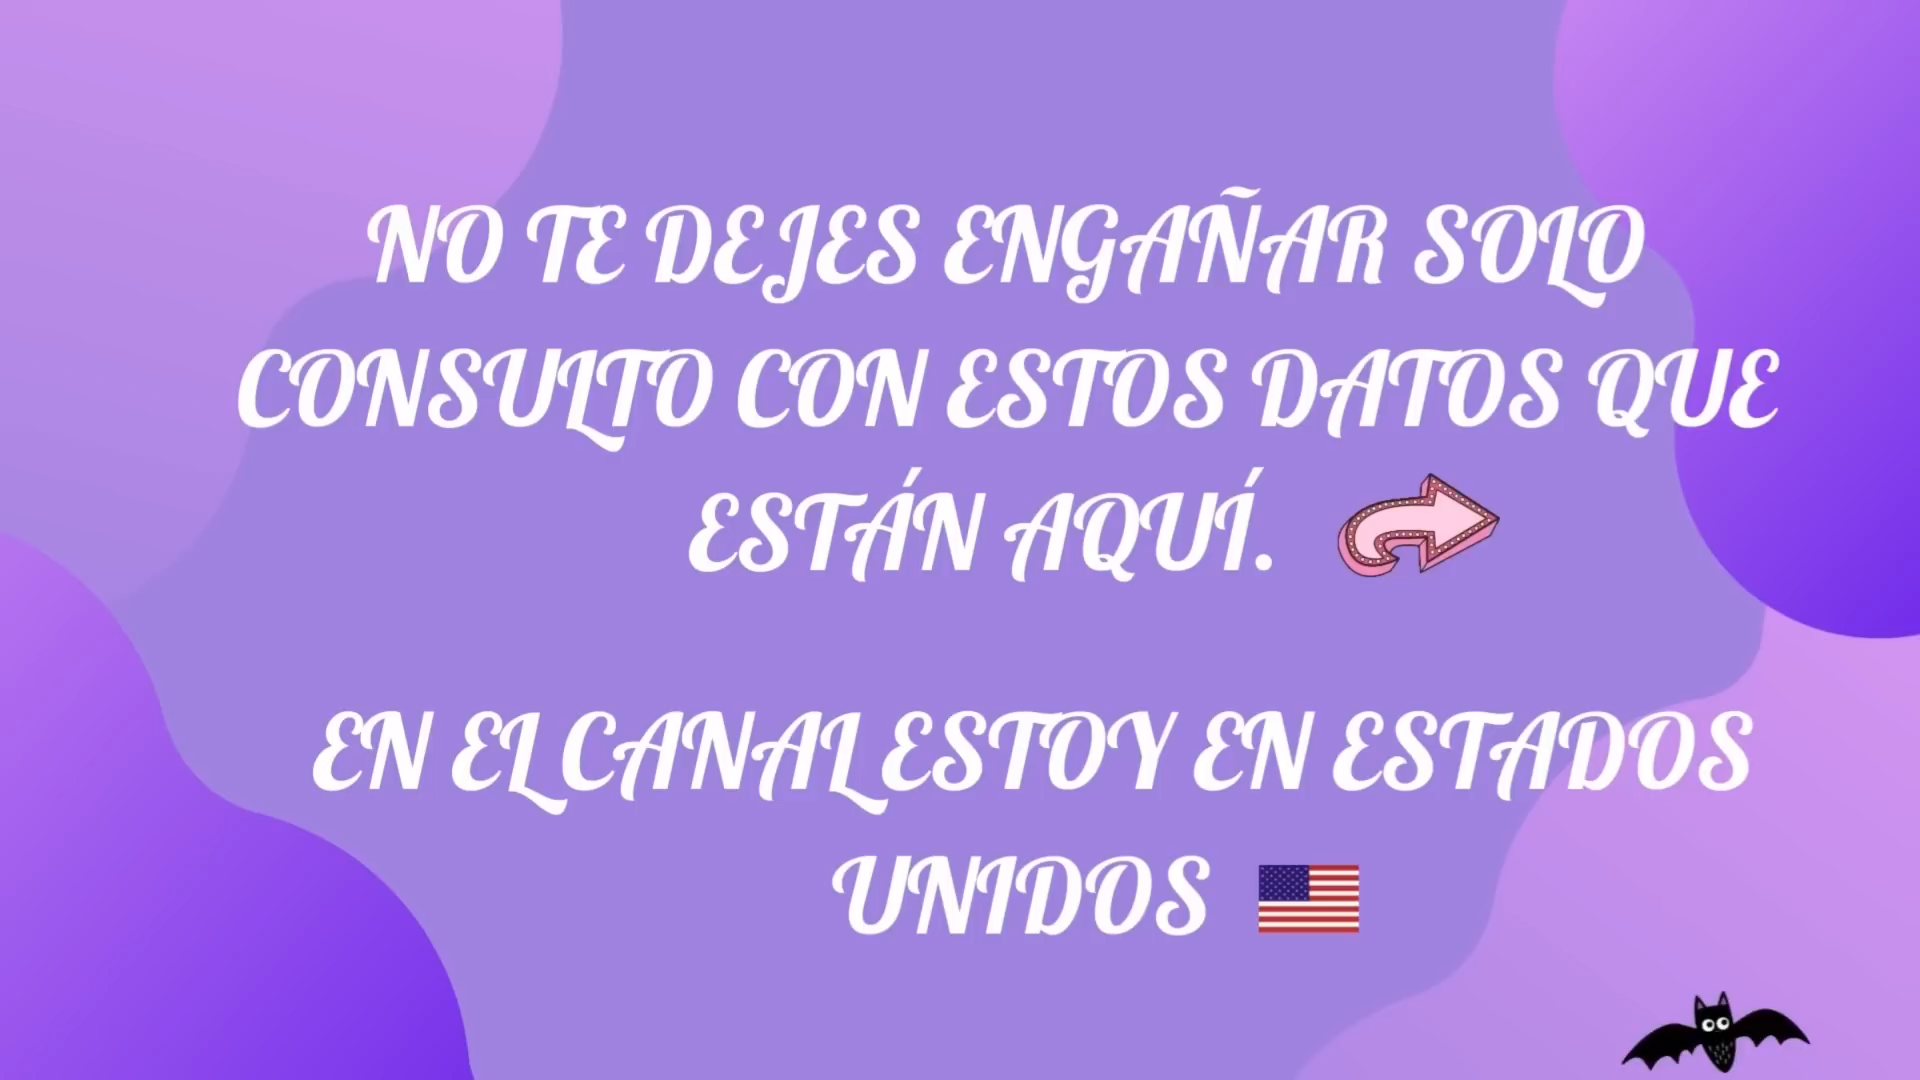 NO TE DEJES ENGAÑAR SOLO
CONSULTO CON ESTOS DATOS QUE
ESTÁN AQUÍ.
EN EL CANAL ESTOY EN ESTADOS
UNIDOS